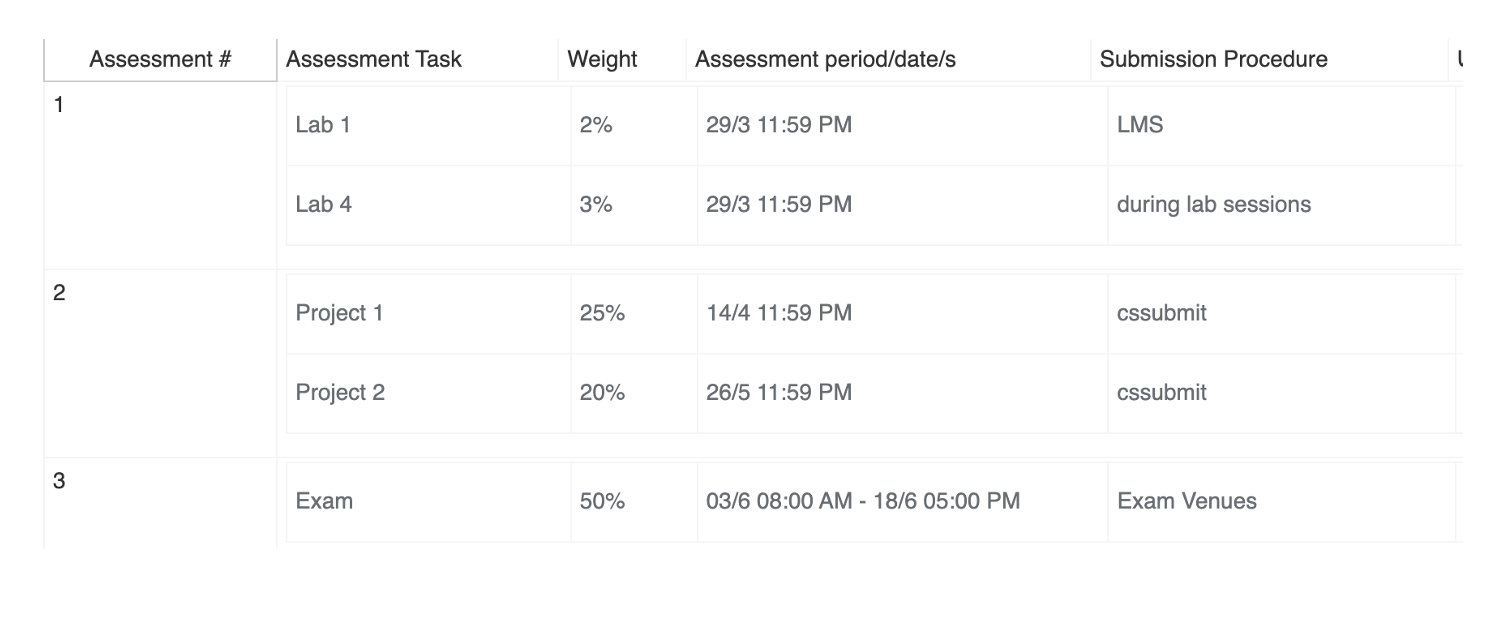 Assessment # Assessment Task Weight Assessment period/date/s Submission Procedure
1
Lab 1 2% 29/3 11:59 PM LMS
Lab 4 3% 29/3 11:59 PM during lab sessions
2
Project 1 25% 14/4 11:59 PM cssubmit
Project 2 20% 26/5 11:59 PM cssubmit
3
Exam 50% 03/6 08:00 AM - 18/6 05:00 PM Exam Venues